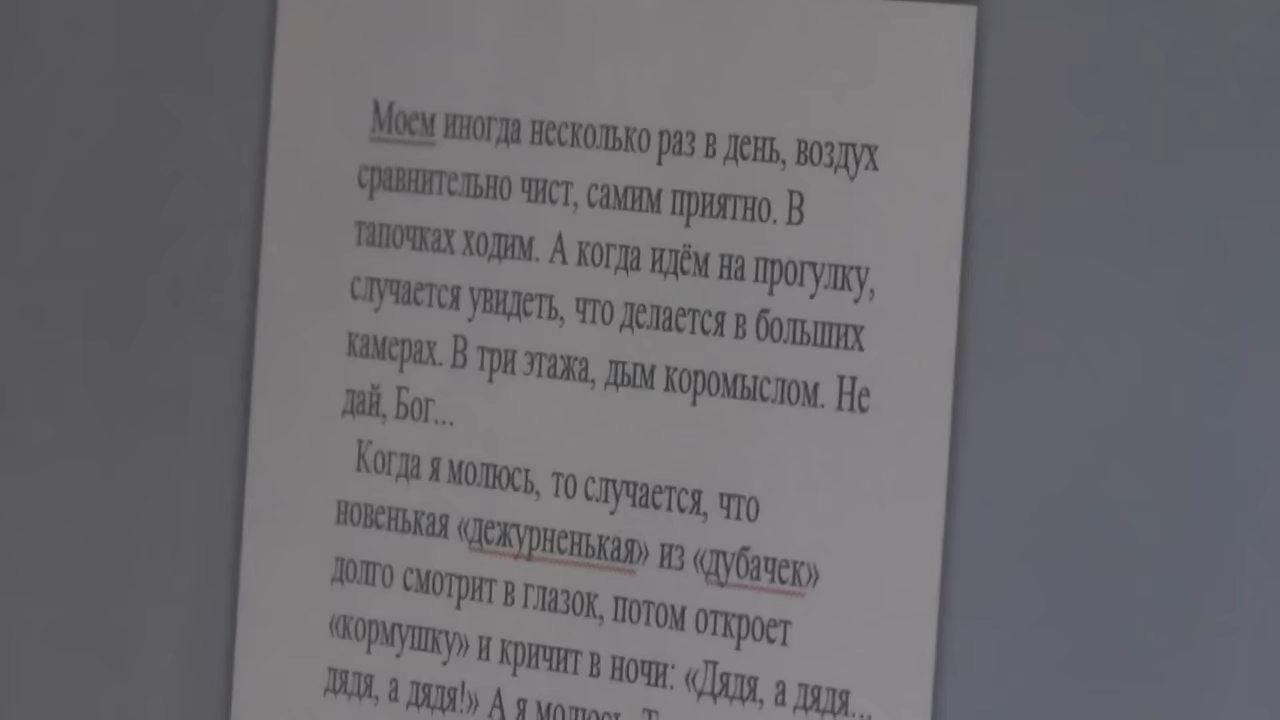 Моем иногда несколько раз в день, воздух
сравнительно чист, самим приятно. В
тапочках ходим. А когда идём на прогулку,
случается увидеть, что делается в больших
камерах. В три этажа, дым коромыслом. Не
дай, Бог...
Когда я молюсь, то случается, что
новенькая «дежурненькая» из «дубачек»
долго смотрит в глазок, потом откроет
«кормушку» и кричит в ночи: «Дядя, а дядя...
дядя, а дядя!» А я молюсь.